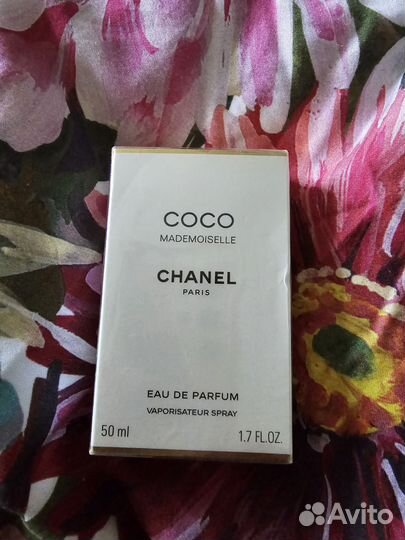 COCO
MADEMOISELLE
CHANEL
PARIS
EAU DE PARFUM
VAPORISATEUR SPRAY
50 ml 1.7 FL.OZ.
Avito